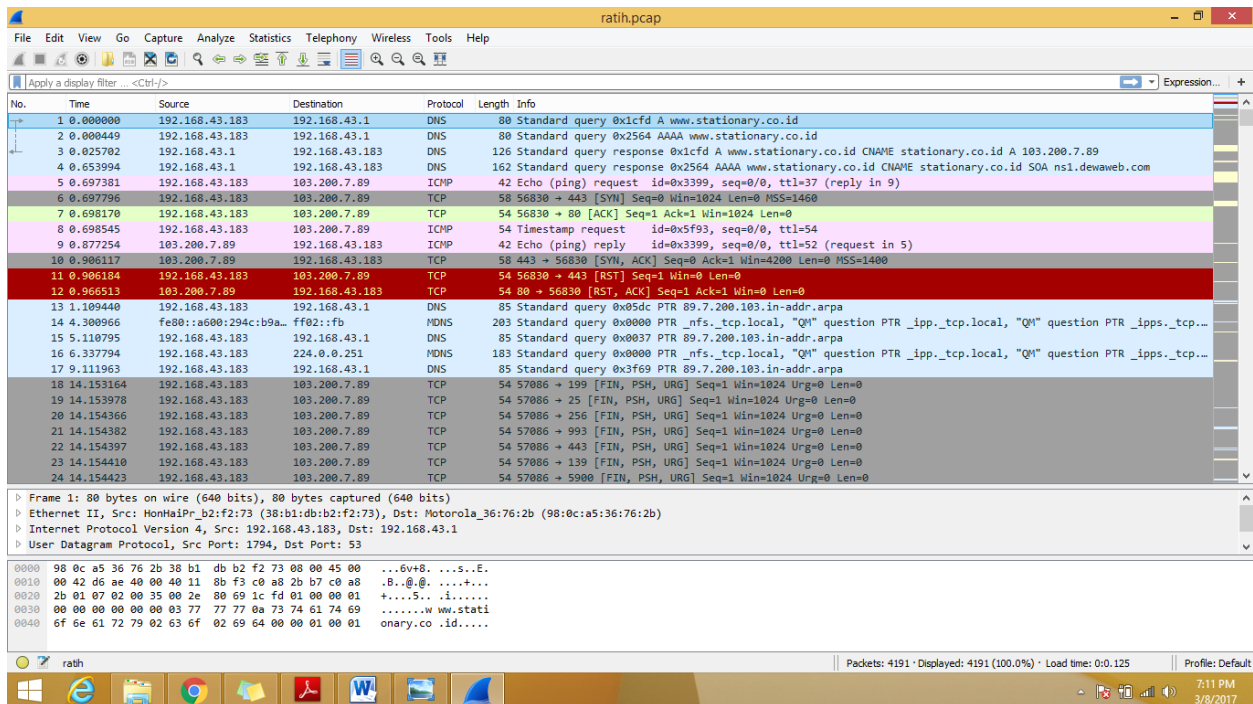 ratih.pcap
File Edit View Go Capture Analyze Statistics Telephony Wireless Tools Help
Apply a display filter ... <Ctrl-/> Expression... +
No. Time Source Destination Protocol Length Info
1 0.000000 192.168.43.183 192.168.43.1 DNS 80 Standard query 0x1cfd A www.stationary.co.id
2 0.000449 192.168.43.183 192.168.43.1 DNS 80 Standard query 0x2564 AAAA www.stationary.co.id
3 0.025702 192.168.43.1 192.168.43.183 DNS 126 Standard query response 0x1cfd A www.stationary.co.id CNAME stationary.co.id A 103.200.7.89
4 0.653994 192.168.43.1 192.168.43.183 DNS 162 Standard query response 0x2564 AAAA www.stationary.co.id CNAME stationary.co.id SOA ns1.dewaweb.com
5 0.697381 192.168.43.183 103.200.7.89 ICMP 42 Echo (ping) request id=0x3399, seq=0/0, ttl=37 (reply in 9)
6 0.697796 192.168.43.183 103.200.7.89 TCP 58 56830 → 443 [SYN] Seq=0 Win=1024 Len=0 MSS=1460
7 0.698170 192.168.43.183 103.200.7.89 TCP 54 56830 → 80 [ACK] Seq=1 Ack=1 Win=1024 Len=0
8 0.698545 192.168.43.183 103.200.7.89 ICMP 54 Timestamp request id=0x5f93, seq=0/0, ttl=54
9 0.877254 103.200.7.89 192.168.43.183 ICMP 42 Echo (ping) reply id=0x3399, seq=0/0, ttl=52 (request in 5)
10 0.906117 103.200.7.89 192.168.43.183 TCP 58 443 → 56830 [SYN, ACK] Seq=0 Ack=1 Win=4200 Len=0 MSS=1400
11 0.906184 192.168.43.183 103.200.7.89 TCP 54 56830 → 443 [RST] Seq=1 Win=0 Len=0
12 0.966513 103.200.7.89 192.168.43.183 TCP 54 80 → 56830 [RST, ACK] Seq=1 Ack=1 Win=0 Len=0
13 1.109440 192.168.43.183 192.168.43.1 DNS 85 Standard query 0x05dc PTR 89.7.200.103.in-addr.arpa
14 4.300966 fe80::a600:294c:b9a… ff02::fb MDNS 203 Standard query 0x0000 PTR _nfs._tcp.local, "QM" question PTR _ipp._tcp.local, "QM" question PTR _ipps._tcp.…
15 5.110795 192.168.43.183 192.168.43.1 DNS 85 Standard query 0x0037 PTR 89.7.200.103.in-addr.arpa
16 6.337794 192.168.43.183 224.0.0.251 MDNS 183 Standard query 0x0000 PTR _nfs._tcp.local, "QM" question PTR _ipp._tcp.local, "QM" question PTR _ipps._tcp.…
17 9.111963 192.168.43.183 192.168.43.1 DNS 85 Standard query 0x3f69 PTR 89.7.200.103.in-addr.arpa
18 14.153164 192.168.43.183 103.200.7.89 TCP 54 57086 → 199 [FIN, PSH, URG] Seq=1 Win=1024 Urg=0 Len=0
19 14.153978 192.168.43.183 103.200.7.89 TCP 54 57086 → 25 [FIN, PSH, URG] Seq=1 Win=1024 Urg=0 Len=0
20 14.154366 192.168.43.183 103.200.7.89 TCP 54 57086 → 256 [FIN, PSH, URG] Seq=1 Win=1024 Urg=0 Len=0
21 14.154382 192.168.43.183 103.200.7.89 TCP 54 57086 → 993 [FIN, PSH, URG] Seq=1 Win=1024 Urg=0 Len=0
22 14.154397 192.168.43.183 103.200.7.89 TCP 54 57086 → 443 [FIN, PSH, URG] Seq=1 Win=1024 Urg=0 Len=0
23 14.154410 192.168.43.183 103.200.7.89 TCP 54 57086 → 139 [FIN, PSH, URG] Seq=1 Win=1024 Urg=0 Len=0
24 14.154423 192.168.43.183 103.200.7.89 TCP 54 57086 → 5900 [FIN, PSH, URG] Seq=1 Win=1024 Urg=0 Len=0
Frame 1: 80 bytes on wire (640 bits), 80 bytes captured (640 bits)
Ethernet II, Src: HonHaiPr_b2:f2:73 (38:b1:db:b2:f2:73), Dst: Motorola_36:76:2b (98:0c:a5:36:76:2b)
Internet Protocol Version 4, Src: 192.168.43.183, Dst: 192.168.43.1
User Datagram Protocol, Src Port: 1794, Dst Port: 53
0000 98 0c a5 36 76 2b 38 b1 db b2 f2 73 08 00 45 00 ...6v+8. ...s..E.
0010 00 42 d6 ae 40 00 40 11 8b f3 c0 a8 2b b7 c0 a8 .B..@.@. ....+...
0020 2b 01 07 02 00 35 00 2e 80 69 1c fd 01 00 00 01 +....5.. .i......
0030 00 00 00 00 00 00 03 77 77 77 0a 73 74 61 74 69 .......w ww.stati
0040 6f 6e 61 72 79 02 63 6f 02 69 64 00 00 01 00 01 onary.co .id.....
ratih Packets: 4191 · Displayed: 4191 (100.0%) · Load time: 0:0.125 Profile: Default
7:11 PM
3/8/2017